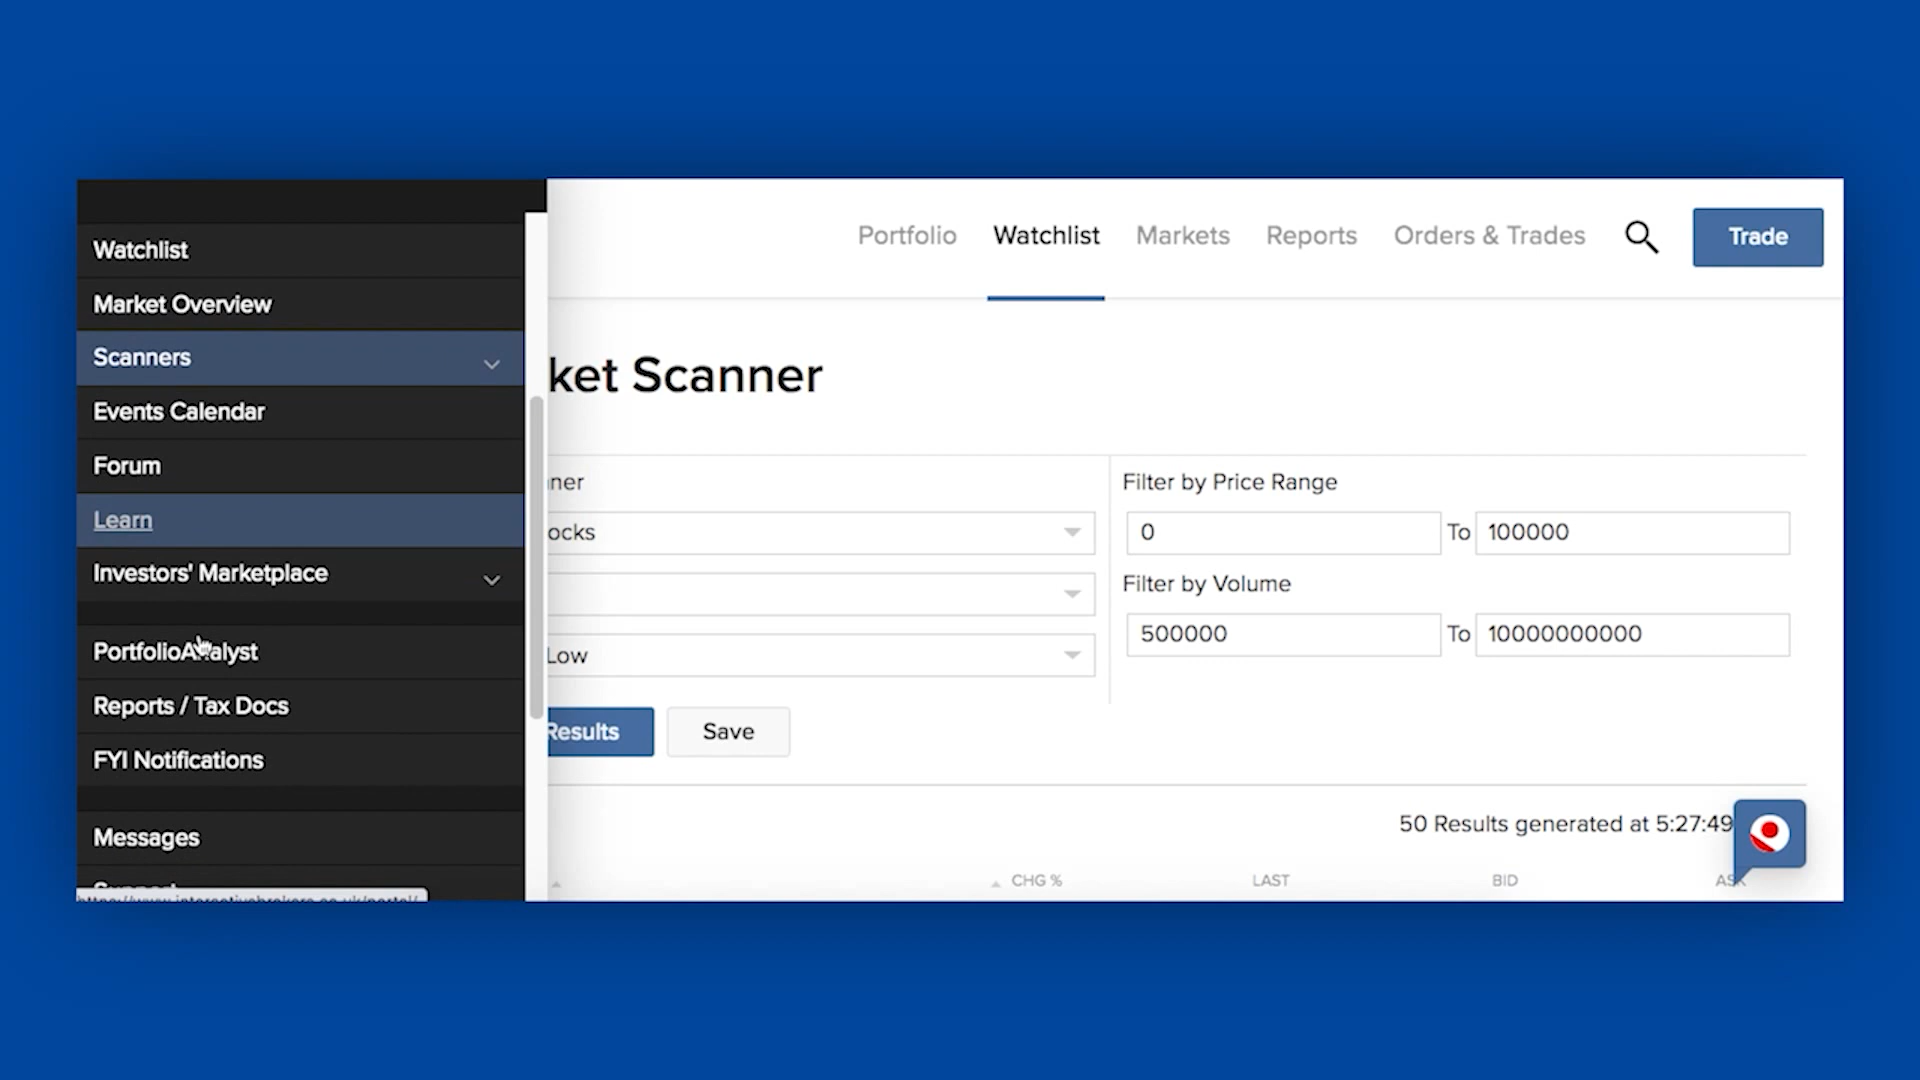 Watchlist
Market Overview
Scanners
Events Calendar
Forum
Learn
Investors' Marketplace
PortfolioAnalyst
Reports / Tax Docs
FYI Notifications
Messages
Portfolio Watchlist Markets Reports Orders & Trades Trade
ket Scanner
ner
ocks
Low
Results Save
Filter by Price Range
0 To 100000
Filter by Volume
500000 To 10000000000
50 Results generated at 5:27:49
CHG % LAST BID ASK